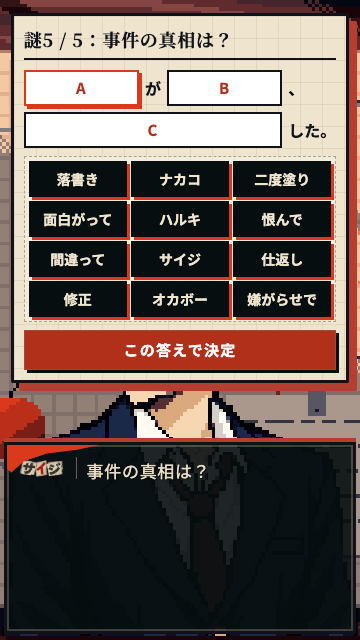 謎5 / 5：事件の真相は？
A が B 、
C した。
落書き ナカコ 二度塗り
面白がって ハルキ 恨んで
間違って サイジ 仕返し
修正 オカボー 嫌がらせで
この答えで決定
サイジ 事件の真相は？